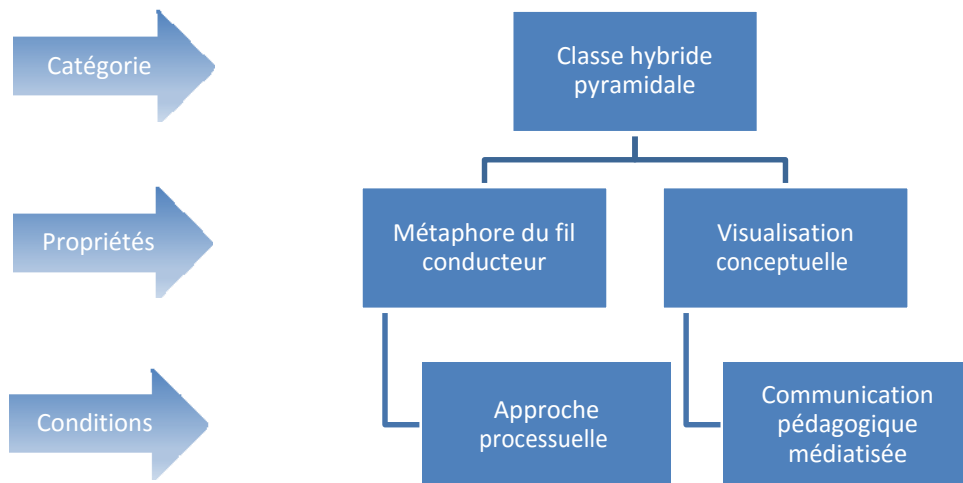 Catégorie
Classe hybride
pyramidale
Propriétés
Métaphore du fil
conducteur
Visualisation
conceptuelle
Conditions
Approche
processuelle
Communication
pédagogique
médiatisée